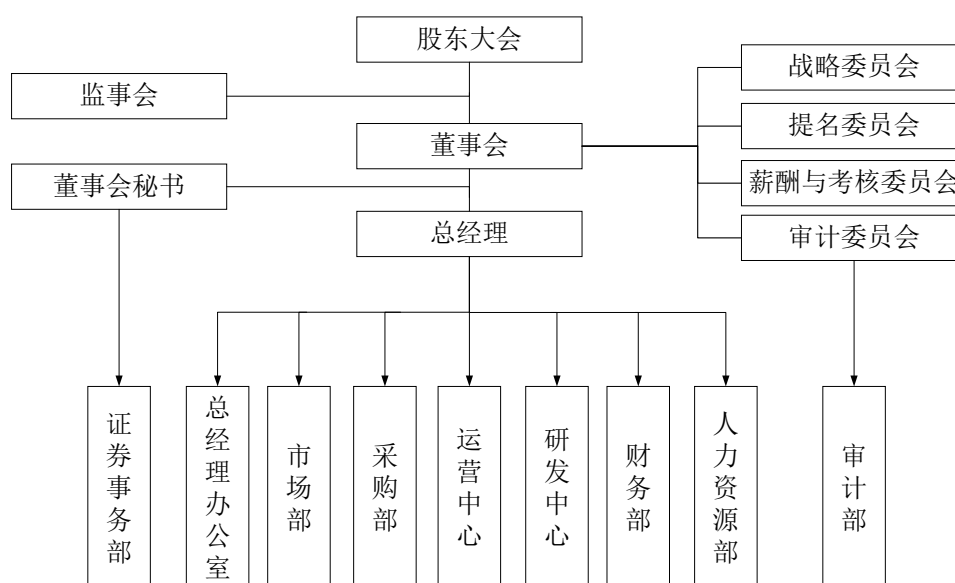 股东大会
战略委员会
监事会
提名委员会
董事会
董事会秘书
薪酬与考核委员会
总经理
审计委员会
证券事务部
总经理办公室
市场部
采购部
运营中心
研发中心
财务部
人力资源部
审计部